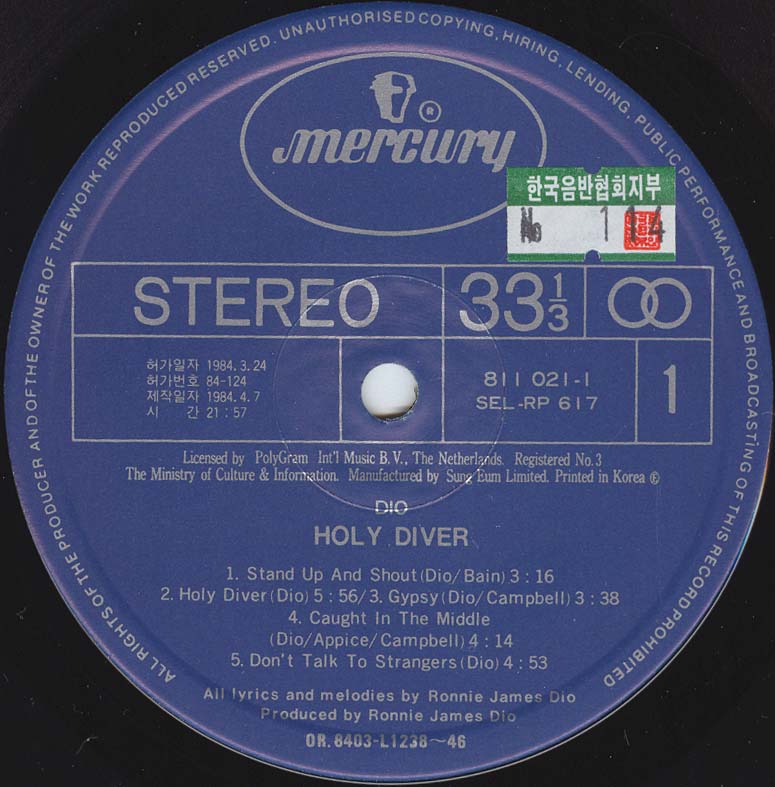 ALL RIGHTS OF THE PRODUCER AND OF THE OWNER OF THE WORK REPRODUCED RESERVED. UNAUTHORISED COPYING, HIRING, LENDING, PUBLIC PERFORMANCE AND BROADCASTING OF THIS RECORD PROHIBITED
®
mercury
한국음반협회지부
No 1 14
STEREO
33 1/3
허가일자 1984.3.24
허가번호 84-124
제작일자 1984.4.7
시 간 21:57
811 021-1
SEL-RP 617
1
Licensed by PolyGram Int'l Music B.V., The Netherlands. Registered No.3
The Ministry of Culture & Information. Manufactured by Sung Eum Limited. Printed in Korea Ⓟ
DIO
HOLY DIVER
1. Stand Up And Shout (Dio/Bain) 3:16
2. Holy Diver (Dio) 5:56/3. Gypsy (Dio/Campbell) 3:38
4. Caught In The Middle
(Dio/Appice/Campbell) 4:14
5. Don't Talk To Strangers (Dio) 4:53
All lyrics and melodies by Ronnie James Dio
Produced by Ronnie James Dio
OR. 8403-L1238~46